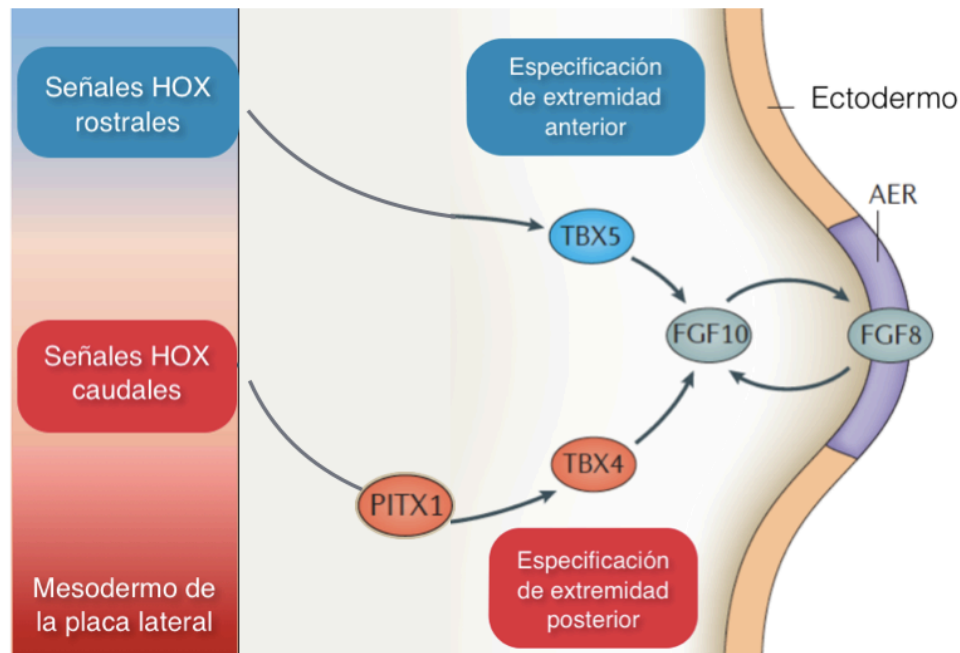 Señales HOX
rostrales
Especificación
de extremidad
anterior
Ectodermo
AER
TBX5
FGF10
FGF8
Señales HOX
caudales
TBX4
PITX1
Especificación
de extremidad
posterior
Mesodermo de
la placa lateral